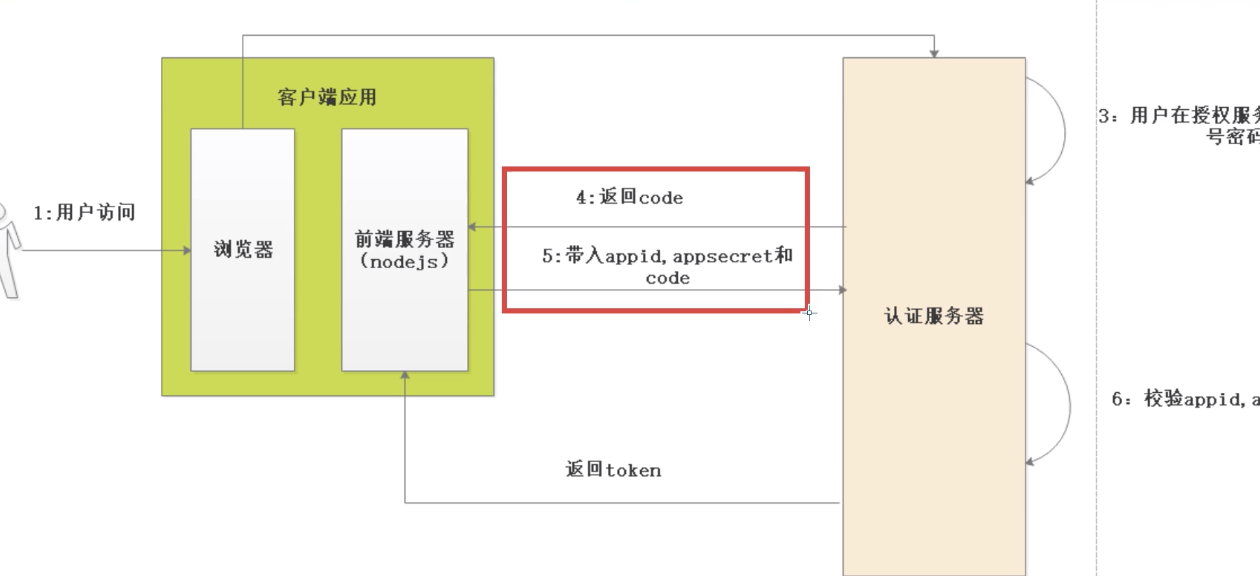 客户端应用
3：用户在授权服务
号密码
4:返回code
1:用户访问
浏览器
前端服务器
(nodejs)
5:带入appid,appsecret和
code
认证服务器
6：校验appid,a
返回token